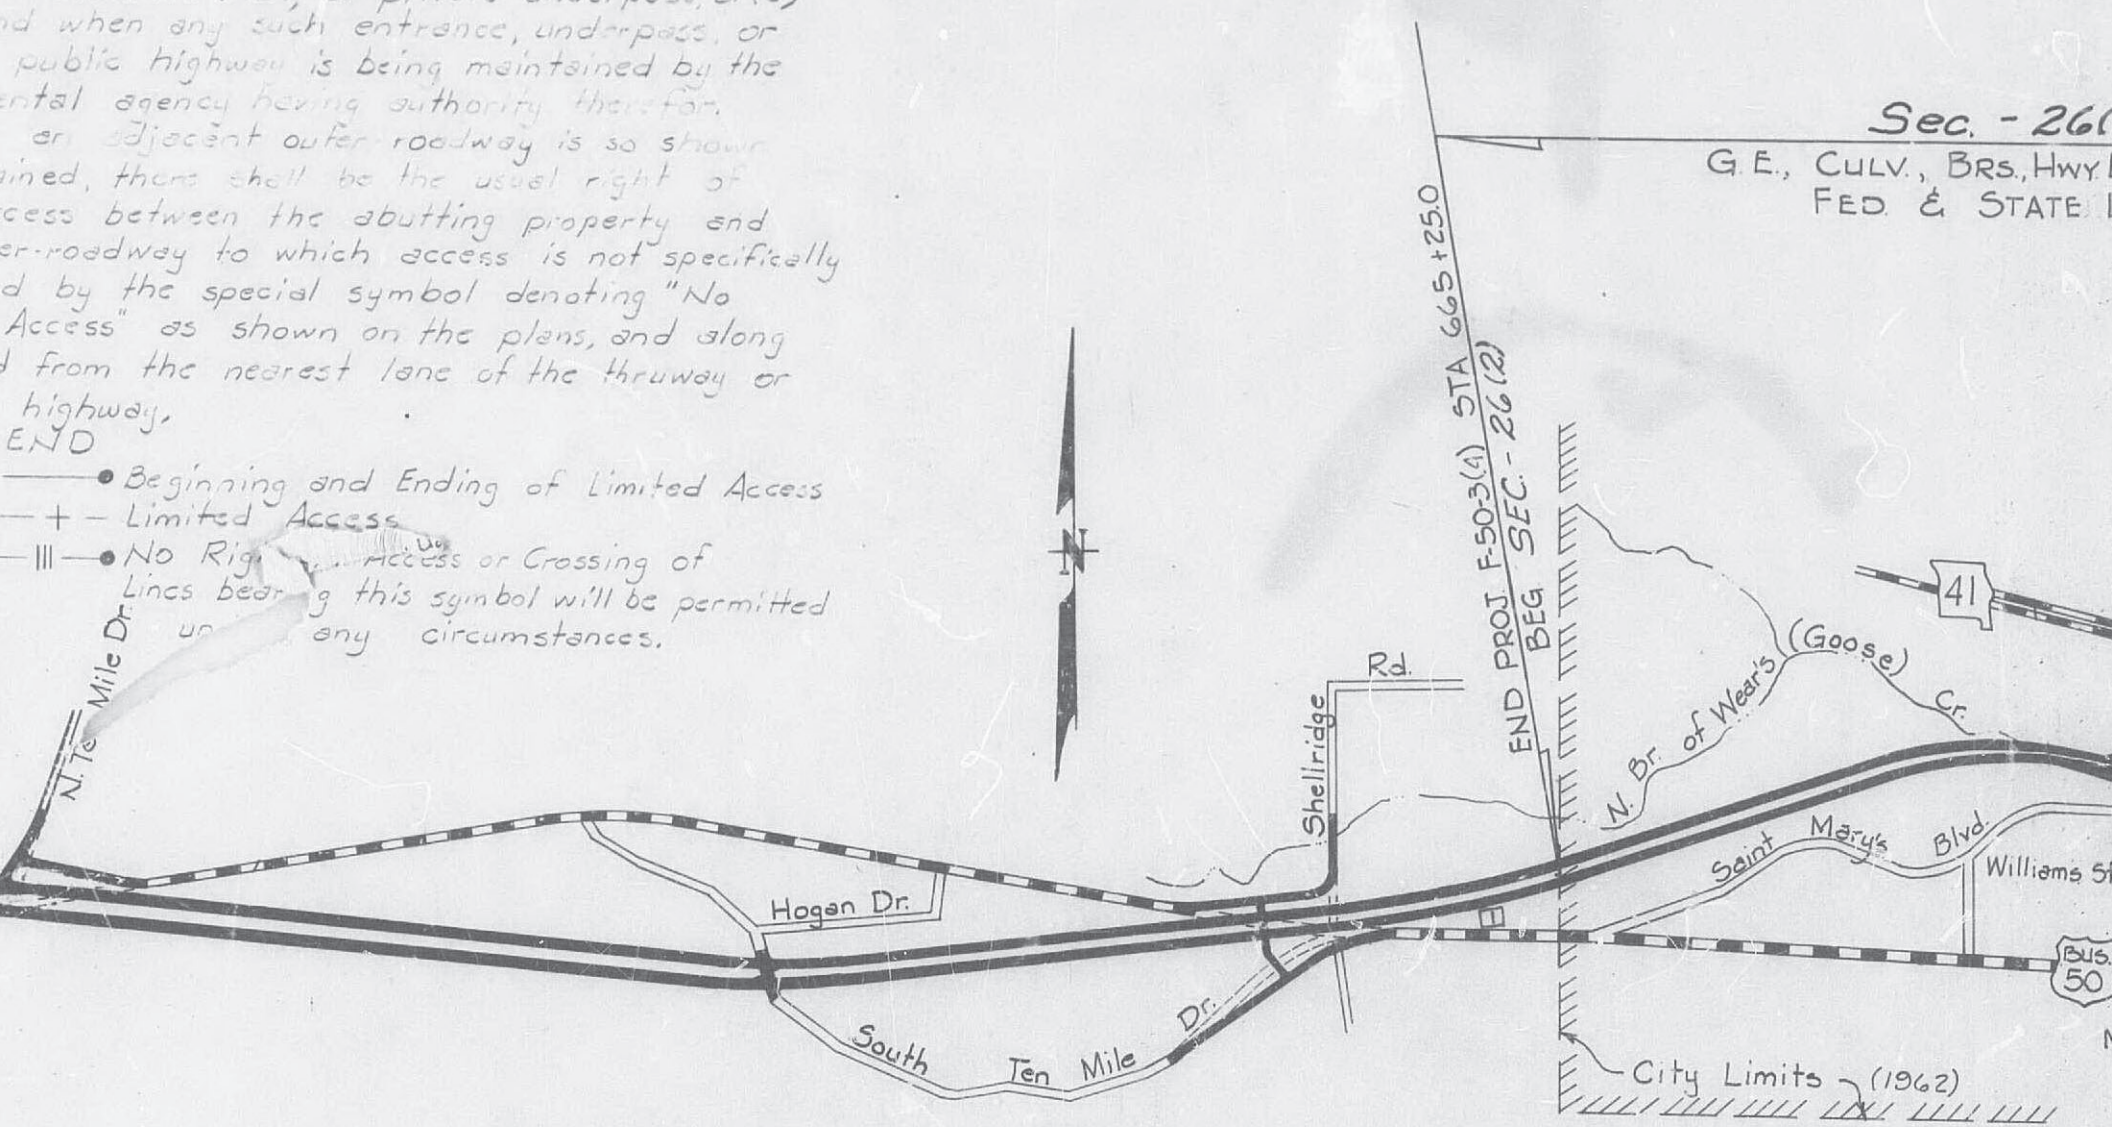 nd when any such entrance, underpass, or
public highway is being maintained by the
ental agency having authority therefor.
an adjacent outer-roadway is so shown
ained, there shall be the usual right of
cess between the abutting property and
er-roadway to which access is not specifically
d by the special symbol denoting "No
Access" as shown on the plans, and along
d from the nearest lane of the thruway or
highway.
END
Beginning and Ending of Limited Access
Limited Access
No Rig Access or Crossing of
Lines bear g this symbol will be permitted
un any circumstances.
Sec. - 26(
G.E., CULV., BRS., HWY.
FED. & STATE
END PROJ. F-50-3(4) STA 665+25.0
BEG SEC.- 26(2)
N
41
N. Te Mile Dr.
Shellridge Rd.
N. Br. of Wear's (Goose) Cr.
Saint Mary's Blvd.
Williams St
Hogan Dr.
Bus.
50
South Ten Mile Dr.
City Limits (1962)